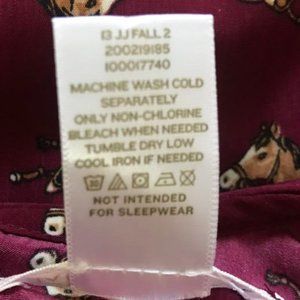 13 JJ FALL 2
200219185
100017740
MACHINE WASH COLD
SEPARATELY
ONLY NON-CHLORINE
BLEACH WHEN NEEDED
TUMBLE DRY LOW
COOL IRON IF NEEDED
NOT INTENDED
FOR SLEEPWEAR